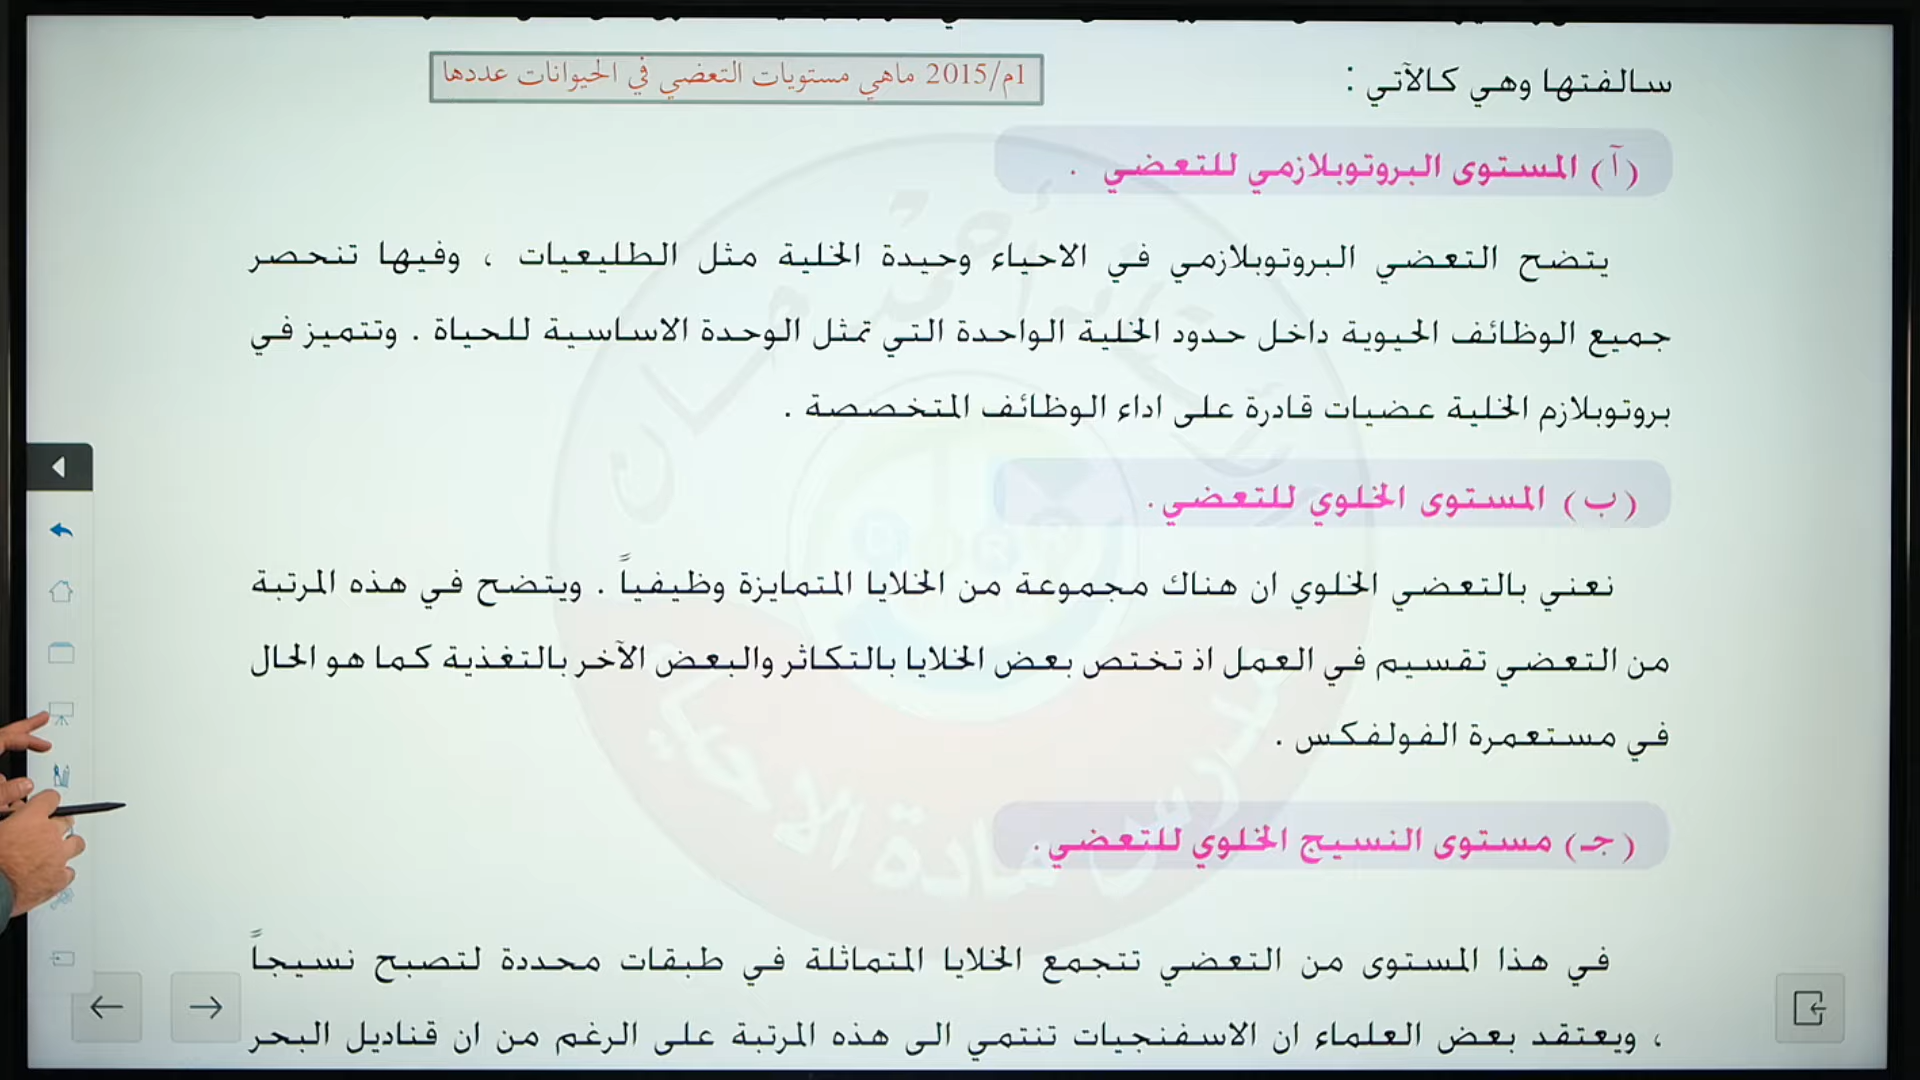 سالفتها وهي كالآتي :
1م/2015 ماهي مستويات التعضي في الحيوانات عددها
(آ) المستوى البروتوبلازمي للتعضي .
يتضح التعضي البروتوبلازمي في الاحياء وحيدة الخلية مثل الطليعيات ، وفيها تنحصر
جميع الوظائف الحيوية داخل حدود الخلية الواحدة التي تمثل الوحدة الاساسية للحياة . وتتميز في
بروتوبلازم الخلية عضيات قادرة على اداء الوظائف المتخصصة .
(ب) المستوى الخلوي للتعضي.
نعني بالتعضي الخلوي ان هناك مجموعة من الخلايا المتمايزة وظيفياً . ويتضح في هذه المرتبة
من التعضي تقسيم في العمل اذ تختص بعض الخلايا بالتكاثر والبعض الآخر بالتغذية كما هو الحال
في مستعمرة الفولفكس .
(جـ) مستوى النسيج الخلوي للتعضي.
في هذا المستوى من التعضي تتجمع الخلايا المتماثلة في طبقات محددة لتصبح نسيجاً
، ويعتقد بعض العلماء ان الاسفنجيات تنتمي الى هذه المرتبة على الرغم من ان قناديل البحر
مدرس مادة الاحياء